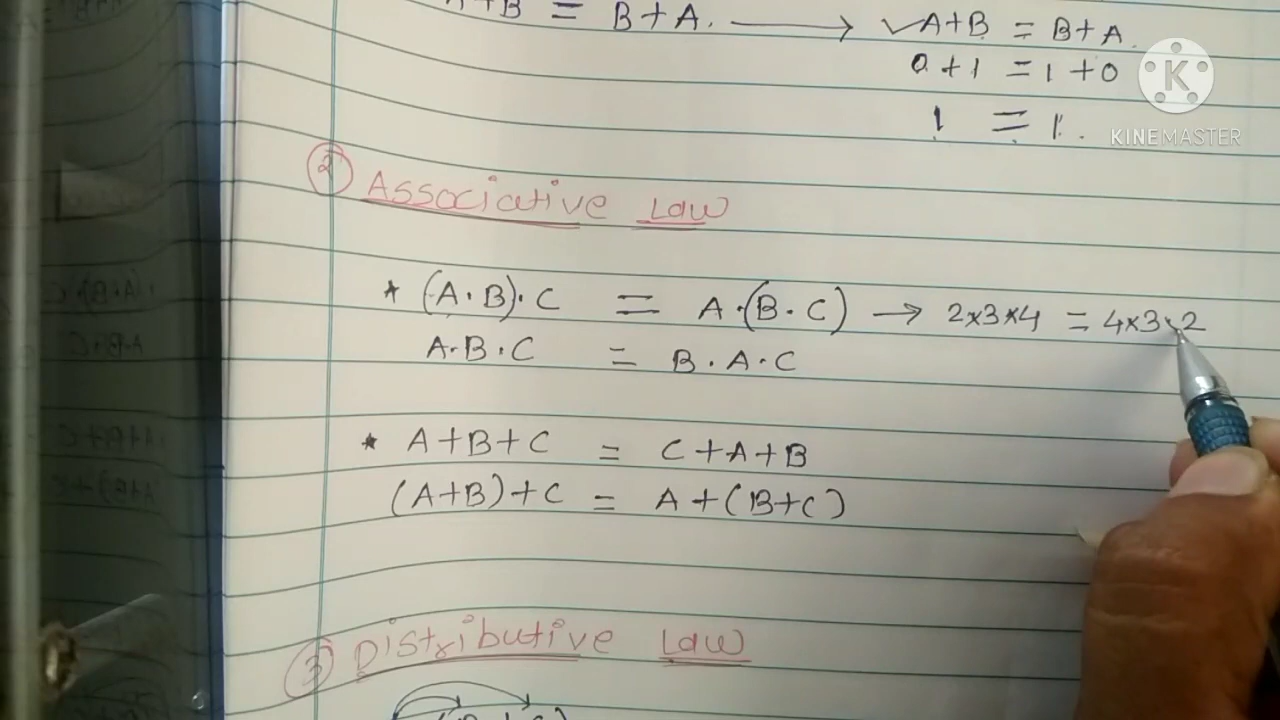 A+B = B+A. ⟶ ✓A+B = B+A.
0+1 = 1+0
1 = 1.
KINEMASTER
② Associative Law
* (A·B)·C = A·(B·C) → 2×3×4 = 4×3×2
A·B·C = B·A·C
* A+B+C = C+A+B
(A+B)+C = A+(B+C)
③ Distributive Law